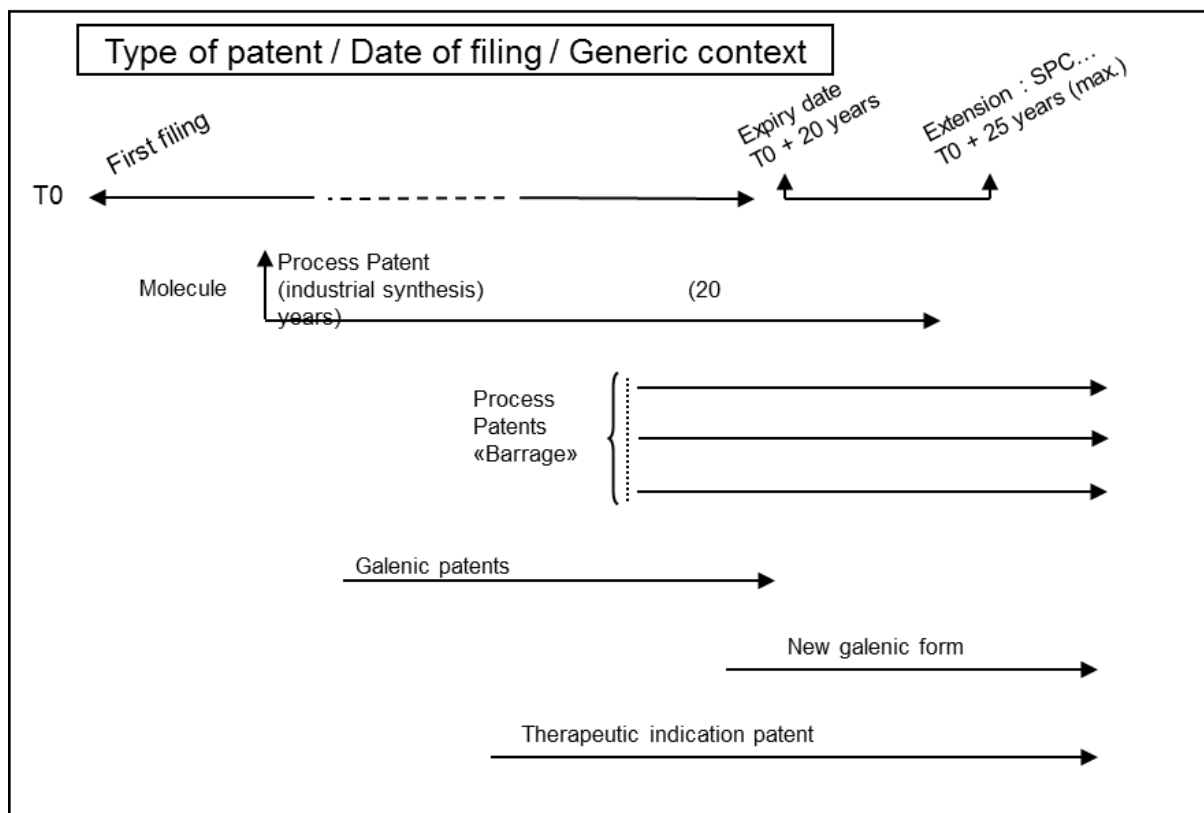 Type of patent / Date of filing / Generic context
First filing
Expiry date
T0 + 20 years
Extension : SPC...
T0 + 25 years (max.)
T0
Molecule
Process Patent
(industrial synthesis) (20
years)
Process
Patents
«Barrage»
Galenic patents
New galenic form
Therapeutic indication patent